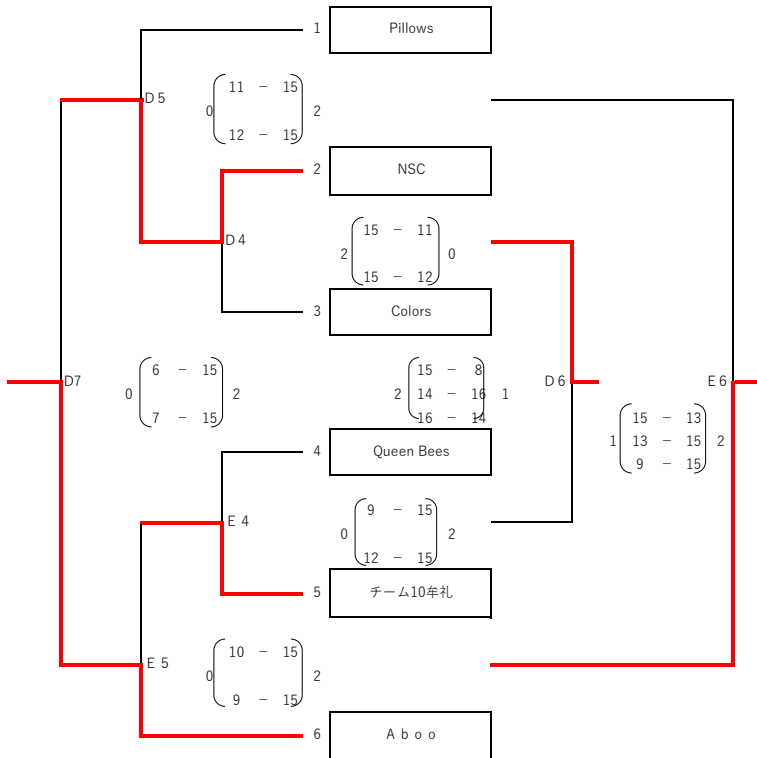 1 Pillows
D5
11 － 15
0 2
12 － 15
2 NSC
D4
15 － 11
2 0
15 － 12
3 Colors
D7
6 － 15
0 2
7 － 15
15 － 8
2 14 － 16 1
16 － 14
D6
E6
15 － 13
1 13 － 15 2
9 － 15
4 Queen Bees
E4
9 － 15
0 2
12 － 15
5 チーム10牟礼
E5
10 － 15
0 2
9 － 15
6 Ａｂｏｏ